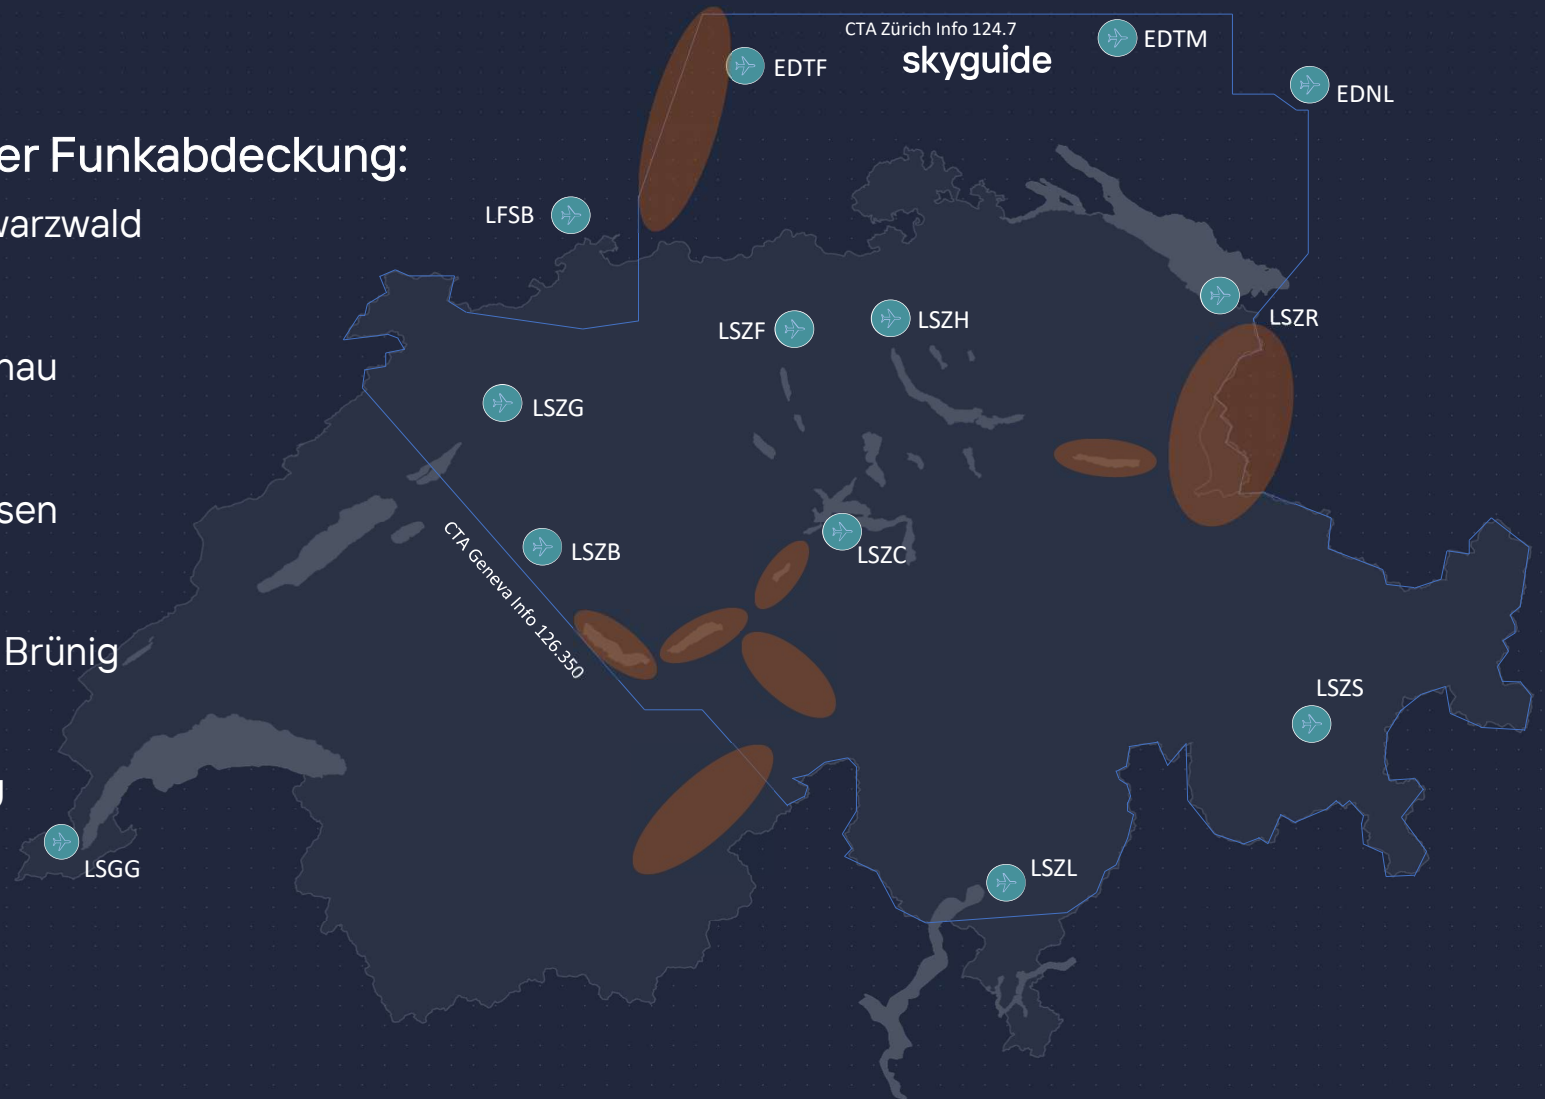 CTA Zürich Info 124.7
skyguide
EDTM
EDTF
EDNL
er Funkabdeckung:
warzwald
LFSB
LSZR
LSZF
LSZH
nau
LSZG
sen
CTA Geneva Info 126.350
LSZB
LSZC
Brünig
LSZS
g
LSGG
LSZL